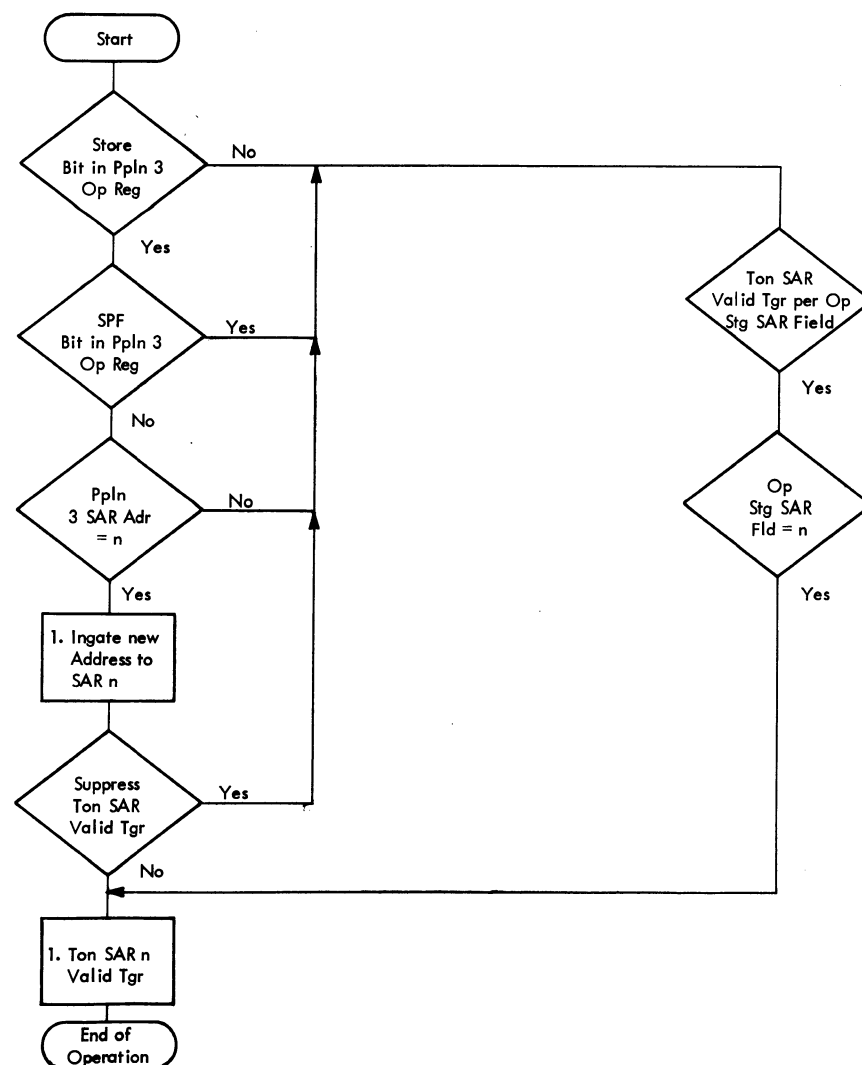 Start
Store
Bit in Ppln 3
Op Reg
No
Yes
SPF
Bit in Ppln 3
Op Reg
Yes
No
Ppln
3 SAR Adr
= n
No
Yes
1. Ingate new
Address to
SAR n
Suppress
Ton SAR
Valid Tgr
Yes
No
1. Ton SAR n
Valid Tgr
End of
Operation
Ton SAR
Valid Tgr per Op
Stg SAR Field
Yes
Op
Stg SAR
Fld = n
Yes